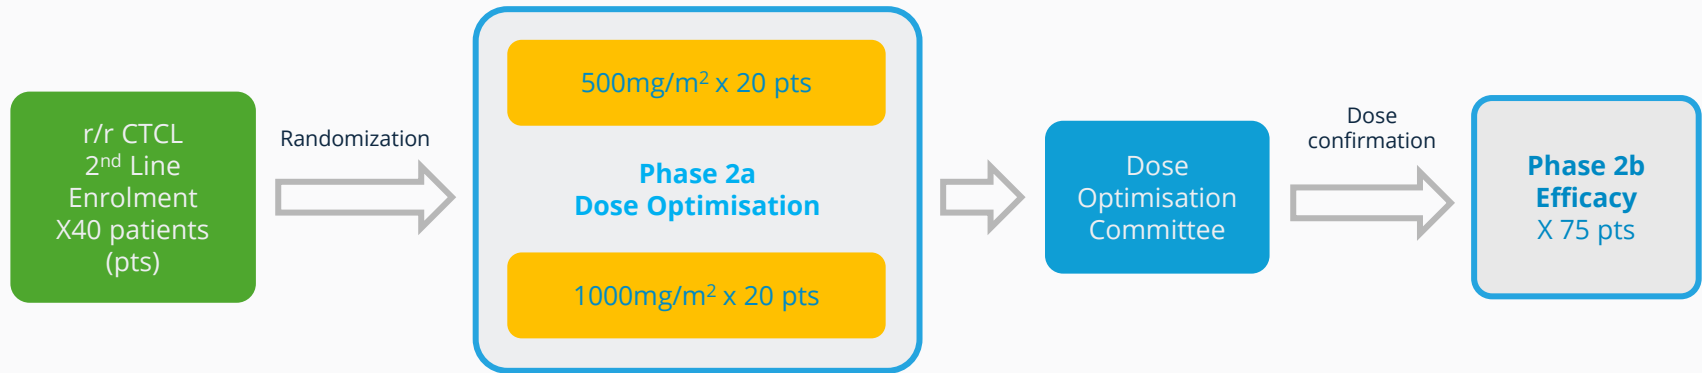 r/r CTCL
2nd Line
Enrolment
X40 patients
(pts)
Randomization
500mg/m² x 20 pts
Phase 2a
Dose Optimisation
1000mg/m² x 20 pts
Dose
Optimisation
Committee
Dose
confirmation
Phase 2b
Efficacy
X 75 pts